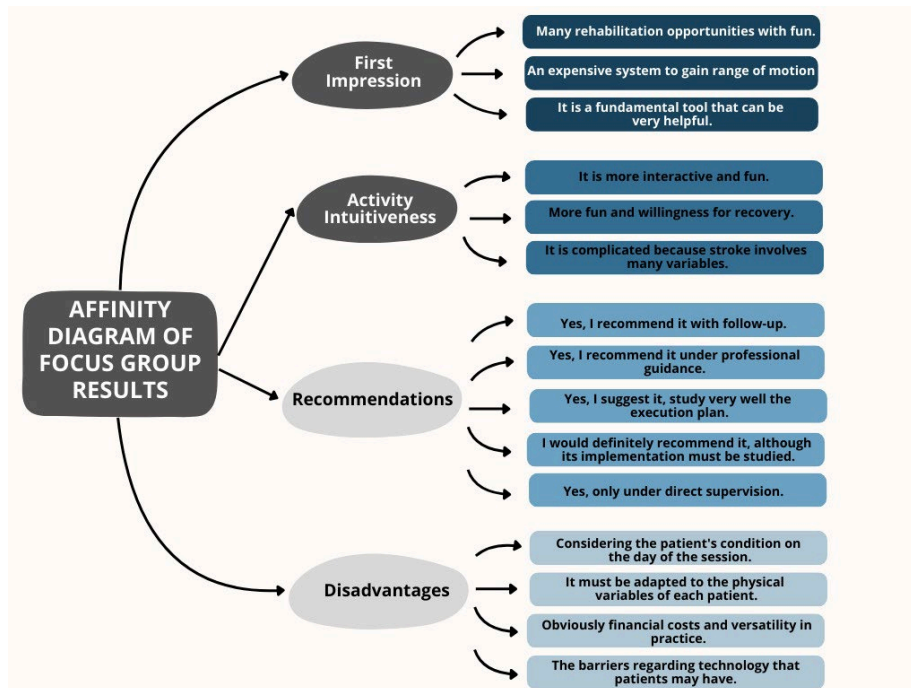 AFFINITY
DIAGRAM OF
FOCUS GROUP
RESULTS
First
Impression
Many rehabilitation opportunities with fun.
An expensive system to gain range of motion
It is a fundamental tool that can be
very helpful.
Activity
Intuitiveness
It is more interactive and fun.
More fun and willingness for recovery.
It is complicated because stroke involves
many variables.
Recommendations
Yes, I recommend it with follow-up.
Yes, I recommend it under professional
guidance.
Yes, I suggest it, study very well the
execution plan.
I would definitely recommend it, although
its implementation must be studied.
Yes, only under direct supervision.
Disadvantages
Considering the patient's condition on
the day of the session.
It must be adapted to the physical
variables of each patient.
Obviously financial costs and versatility in
practice.
The barriers regarding technology that
patients may have.